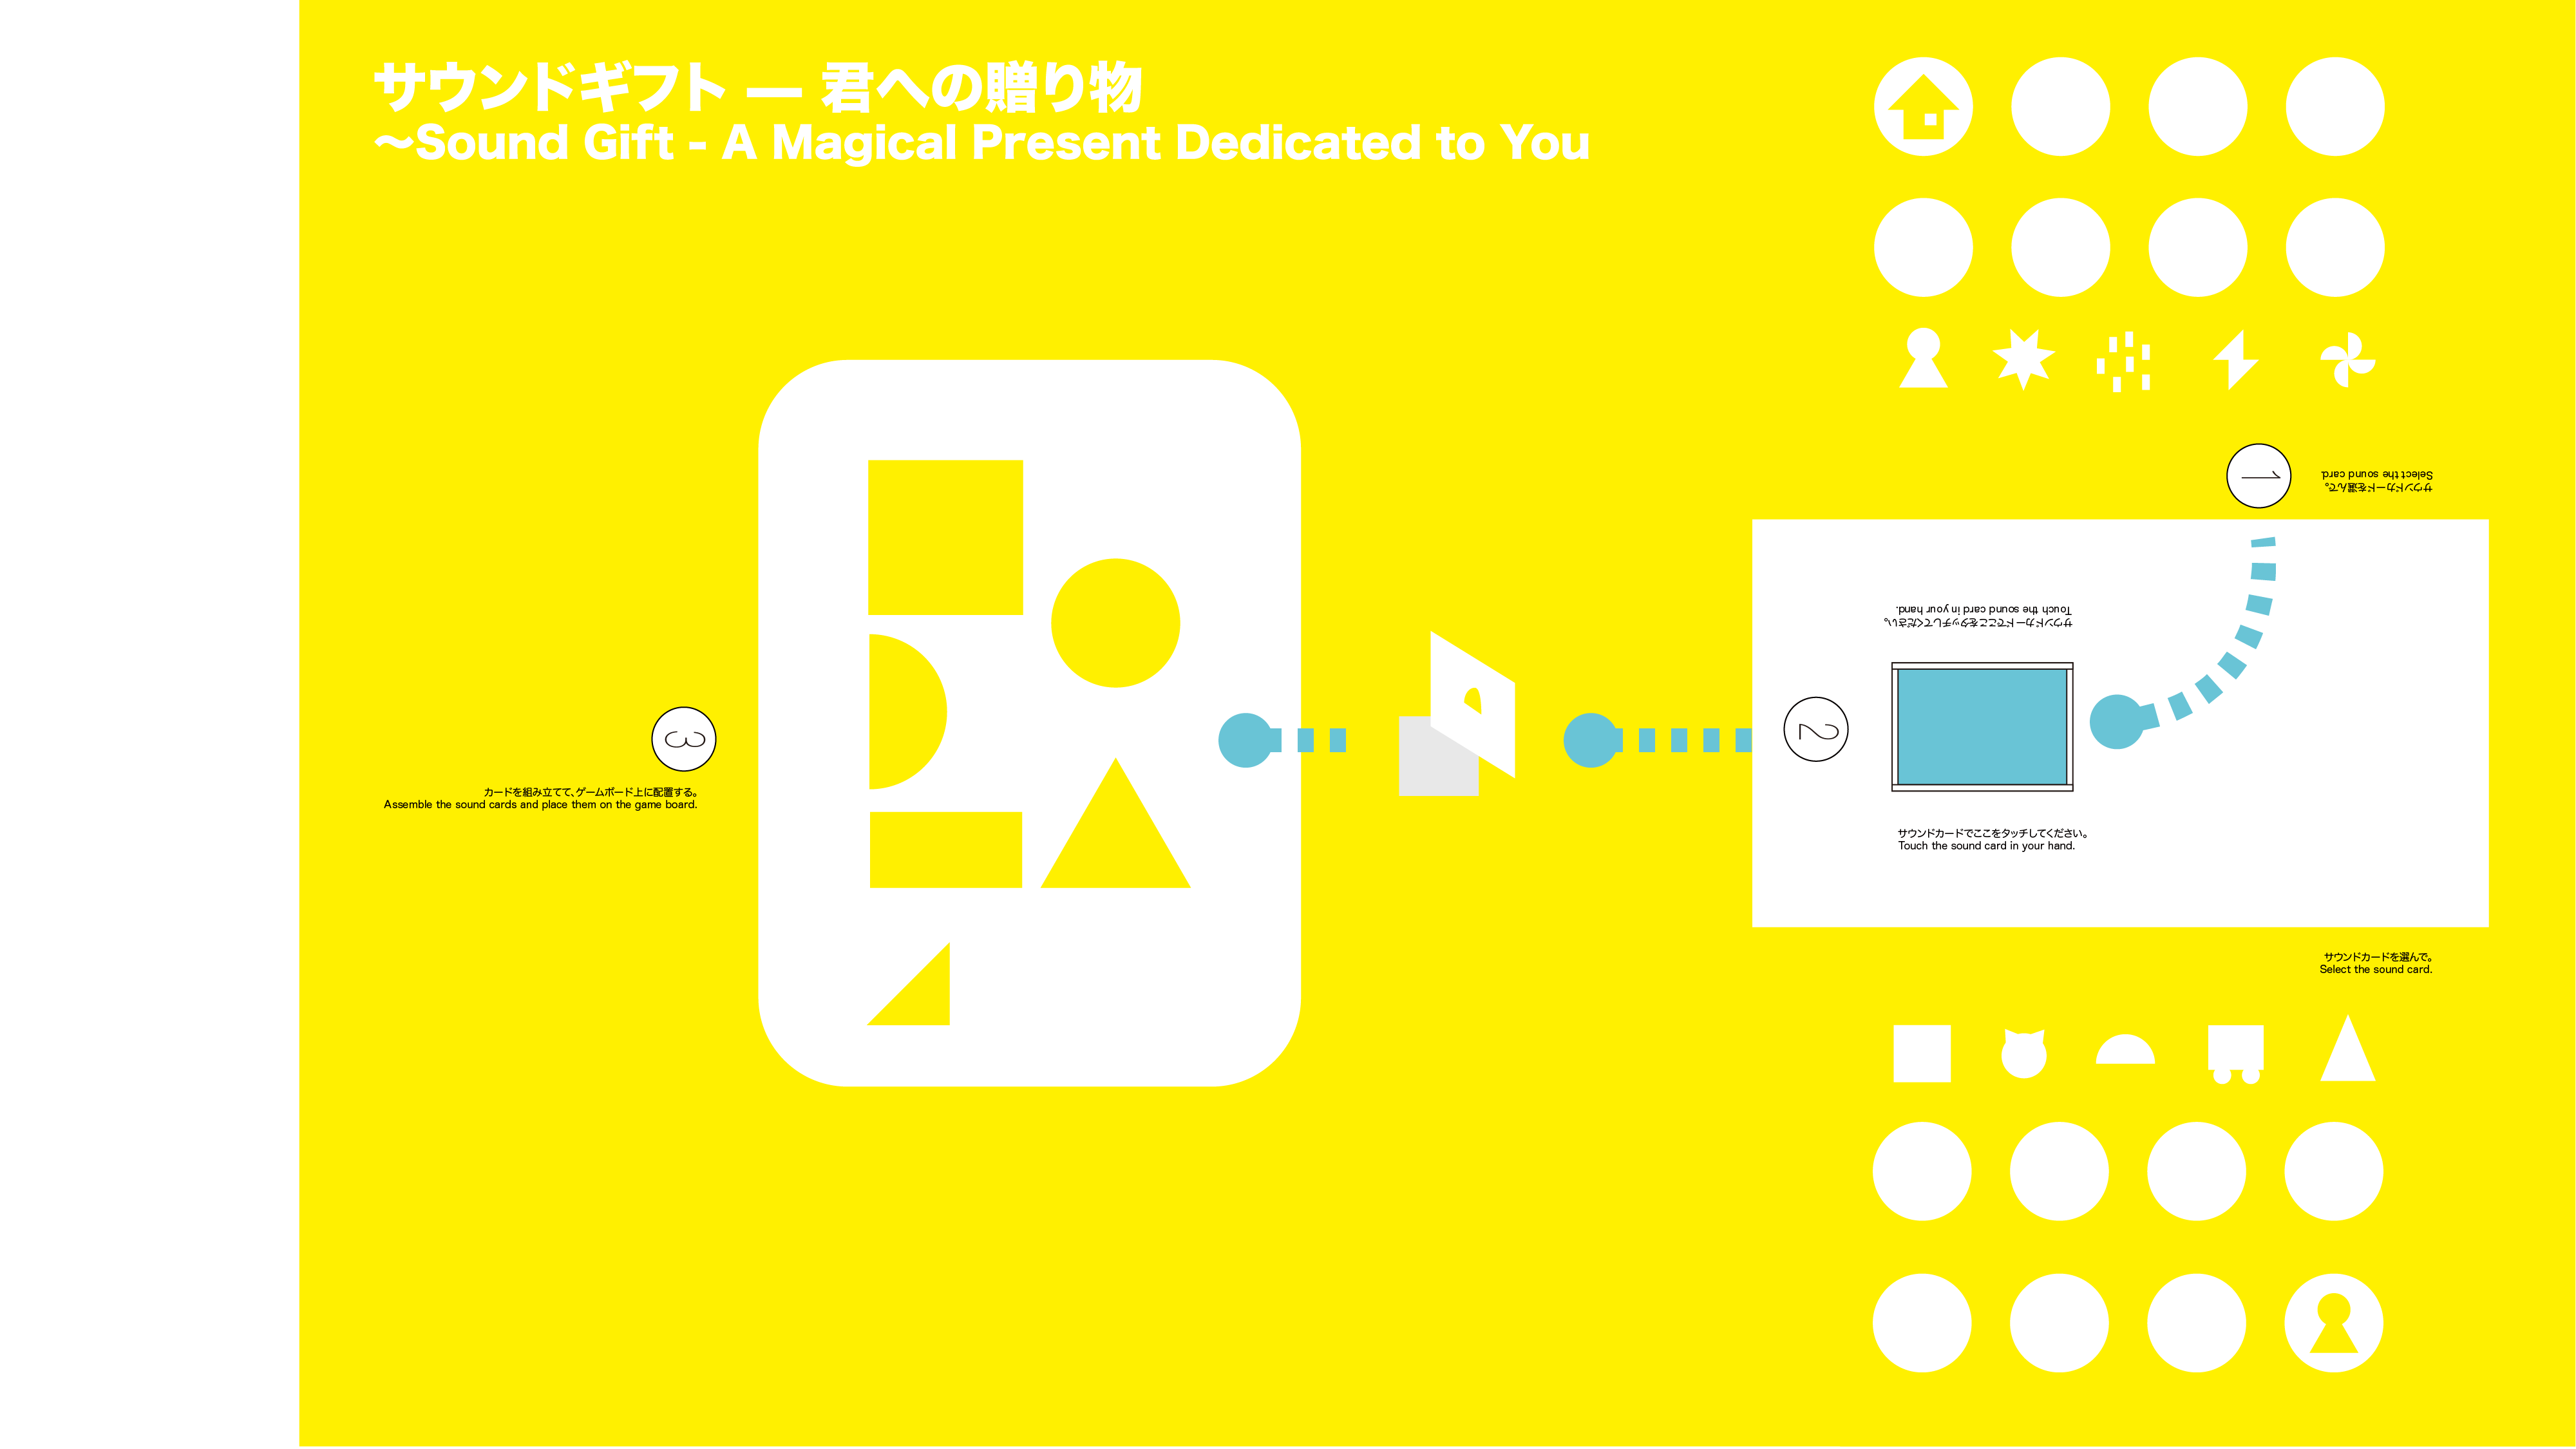 サウンドギフト — 君への贈り物
~Sound Gift - A Magical Present Dedicated to You
1
サウンドカードを選んで。
Select the sound card.
サウンドカードでここをタッチしてください。
Touch the sound card in your hand.
2
サウンドカードでここをタッチしてください。
Touch the sound card in your hand.
3
カードを組み立てて、ゲームボード上に配置する。
Assemble the sound cards and place them on the game board.
サウンドカードを選んで。
Select the sound card.